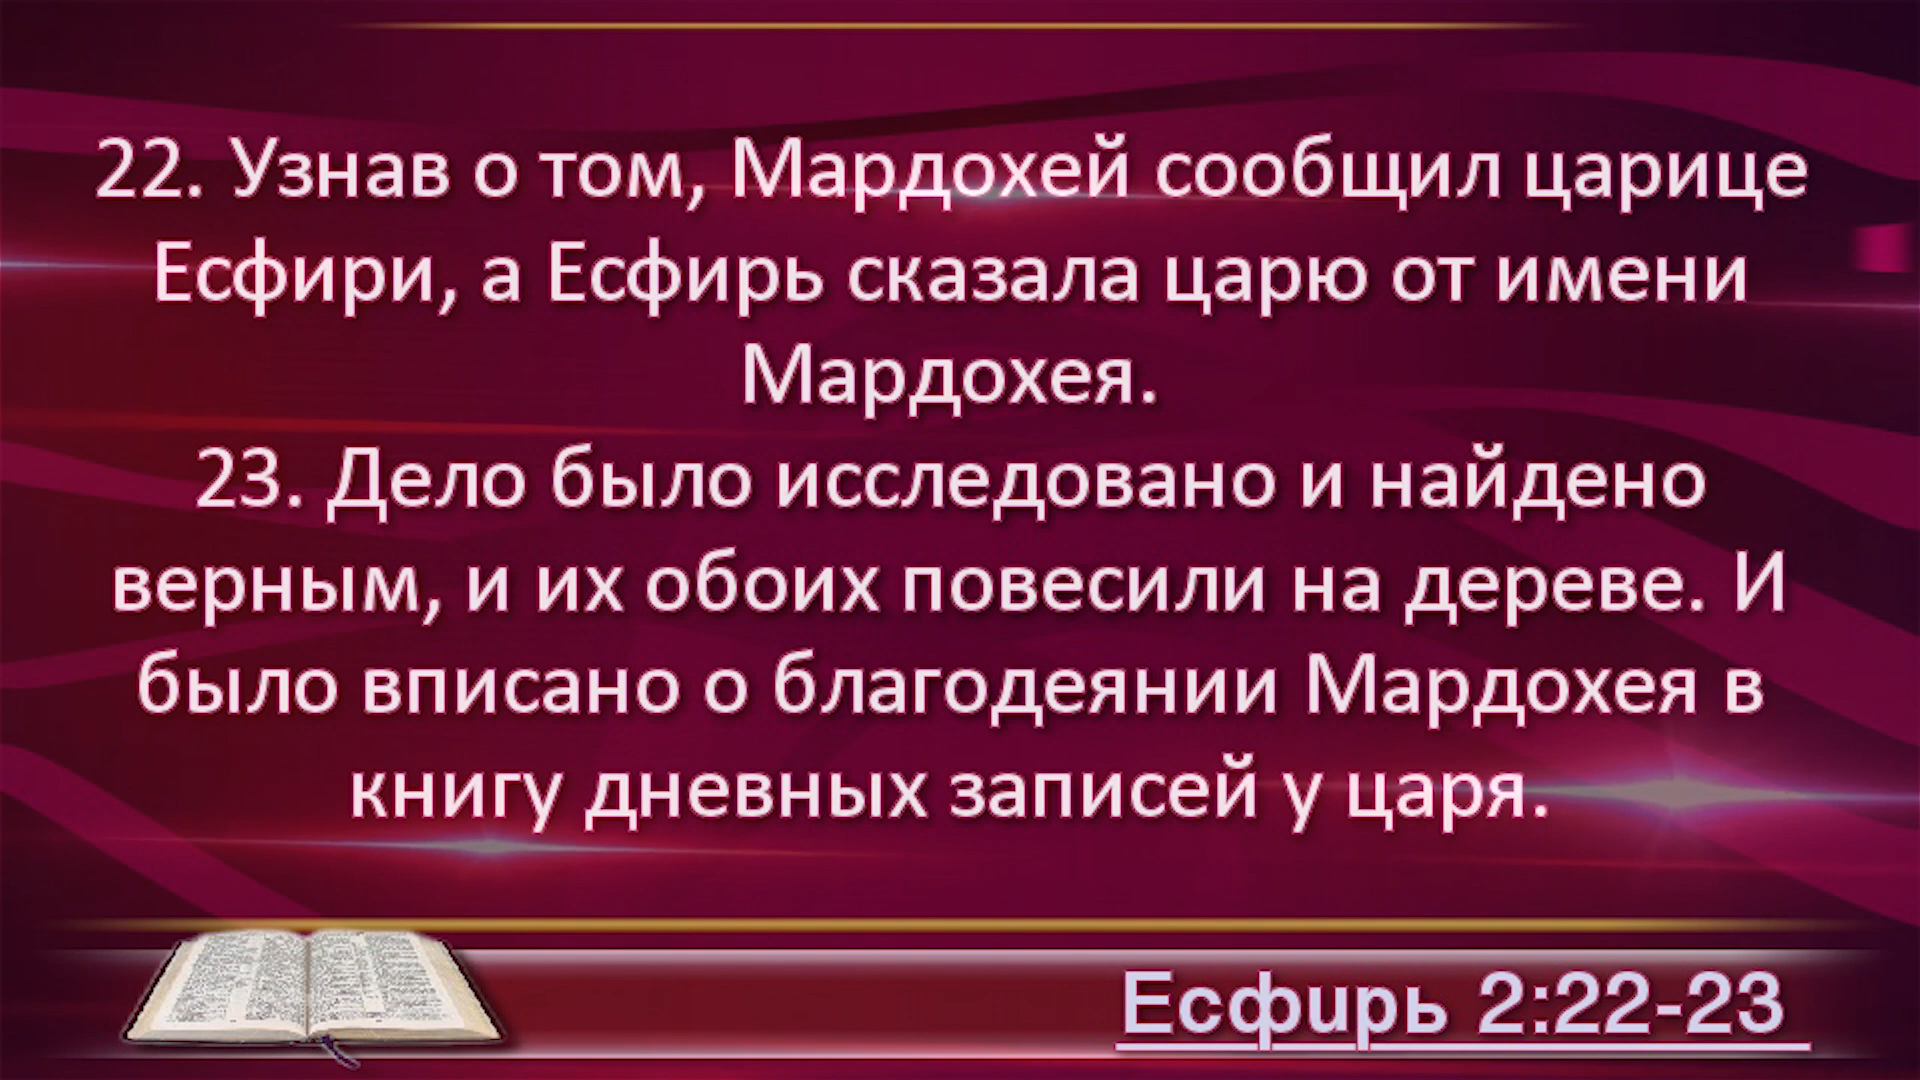 22. Узнав о том, Мардохей сообщил царице
Есфири, а Есфирь сказала царю от имени
Мардохея.
23. Дело было исследовано и найдено
верным, и их обоих повесили на дереве. И
было вписано о благодеянии Мардохея в
книгу дневных записей у царя.
Есфирь 2:22-23